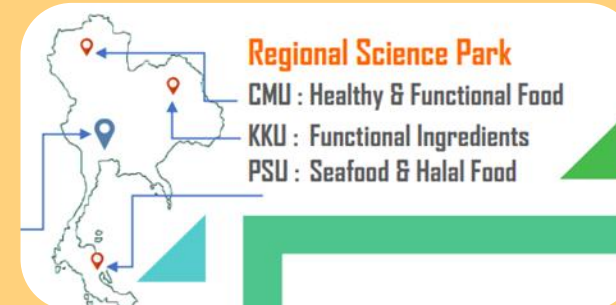 Regional Science Park
CMU : Healthy & Functional Food
KKU : Functional Ingredients
PSU : Seafood & Halal Food